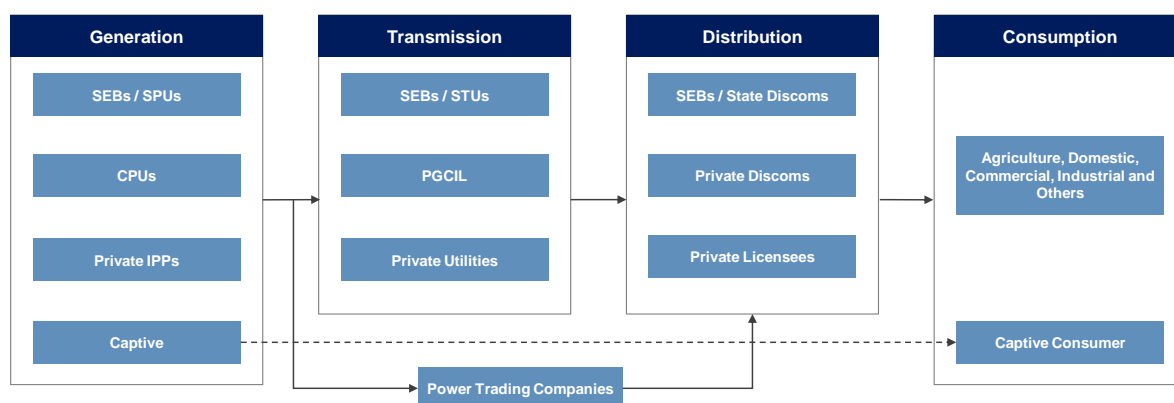 Generation
SEBs / SPUs
CPUs
Private IPPs
Captive
Transmission
SEBs / STUs
PGCIL
Private Utilities
Distribution
SEBs / State Discoms
Private Discoms
Private Licensees
Consumption
Agriculture, Domestic,
Commercial, Industrial and
Others
Captive Consumer
Power Trading Companies